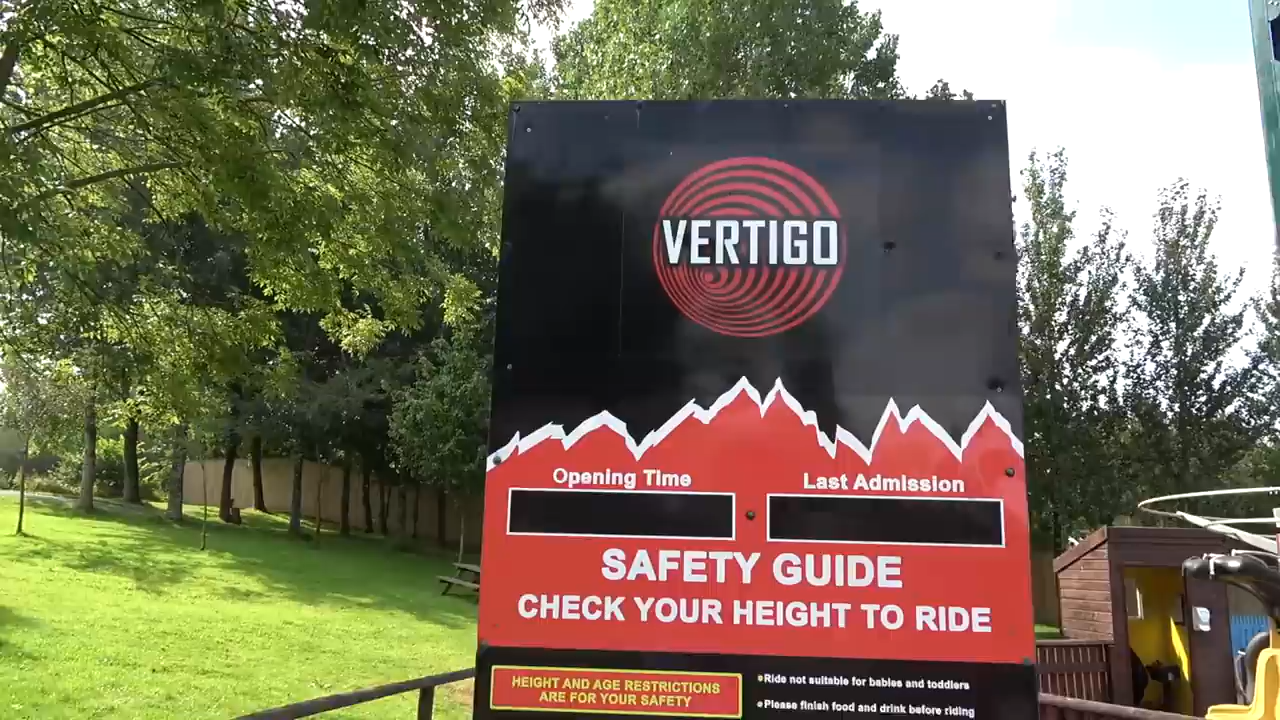 VERTIGO
Opening Time
Last Admission
SAFETY GUIDE
CHECK YOUR HEIGHT TO RIDE
HEIGHT AND AGE RESTRICTIONS
ARE FOR YOUR SAFETY
•Ride not suitable for babies and toddlers
•Please finish food and drink before riding